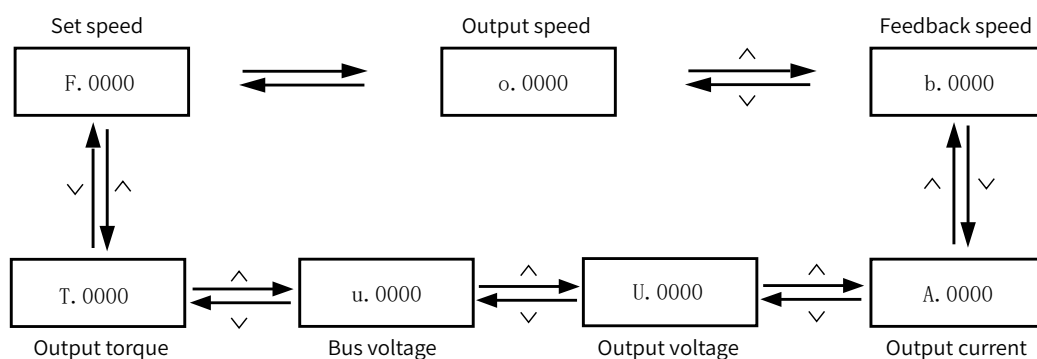 Set speed
Output speed
Feedback speed
F. 0000
o. 0000
b. 0000
T. 0000
u. 0000
U. 0000
A. 0000
Output torque
Bus voltage
Output voltage
Output current